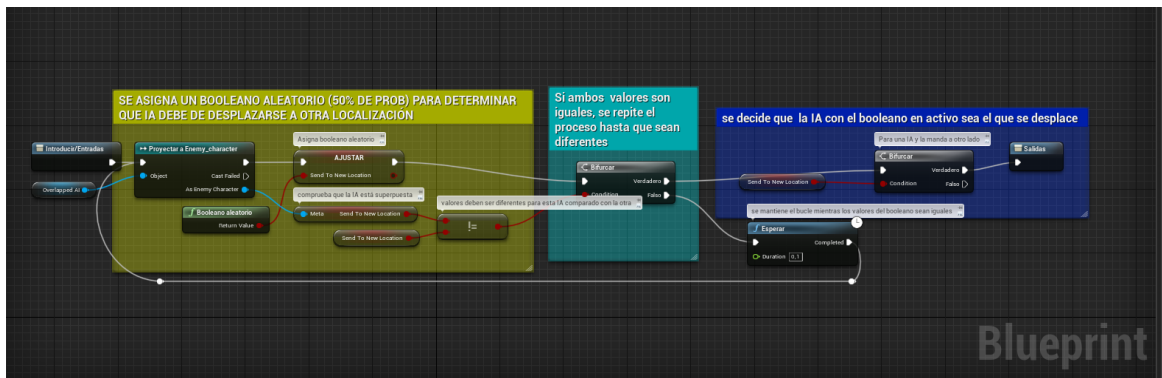 SE ASIGNA UN BOOLEANO ALEATORIO (50% DE PROB) PARA DETERMINAR
QUE IA DEBE DE DESPLAZARSE A OTRA LOCALIZACIÓN
Introducir/Entradas
Overlapped AI
Proyectar a Enemy_character
Object
Cast Failed
As Enemy Character
Booleano aleatorio
Return Value
Asigna booleano aleatorio
AJUSTAR
Send To New Location
comprueba que la IA está superpuesta
Meta
Send To New Location
Send To New Location
valores deben ser diferentes para esta IA comparado con la otra
!=
Si ambos valores son
iguales, se repite el
proceso hasta que sean
diferentes
Bifurcar
Condition
Verdadero
Falso
se decide que la IA con el booleano en activo sea el que se desplace
Send To New Location
Para una IA y la manda a otro lado
Bifurcar
Condition
Verdadero
Falso
Salidas
se mantiene el bucle mientras los valores del booleano sean iguales
Esperar
Completed
Duration 0.1
Blueprint